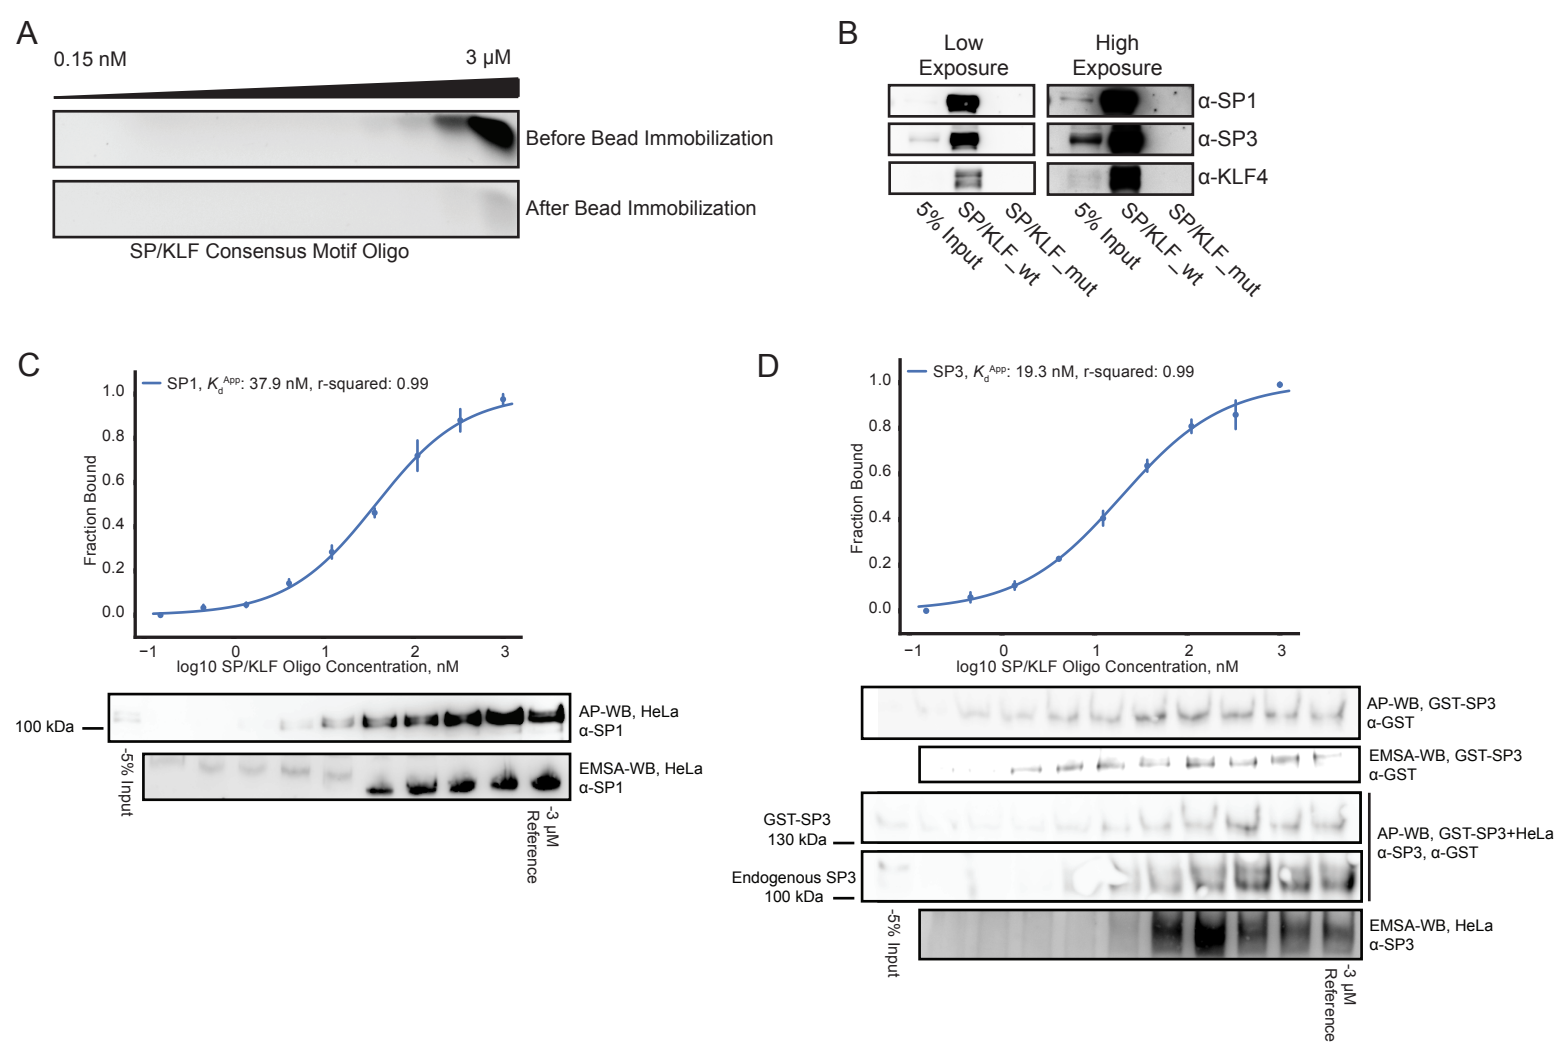 A
0.15 nM
3 µM
Before Bead Immobilization
After Bead Immobilization
SP/KLF Consensus Motif Oligo
B
Low
Exposure
High
Exposure
α-SP1
α-SP3
α-KLF4
5% Input
SP/KLF_wt
SP/KLF_mut
5% Input
SP/KLF_wt
SP/KLF_mut
C
SP1, KdApp: 37.9 nM, r-squared: 0.99
1.0
0.8
0.6
0.4
0.2
0.0
Fraction Bound
−1
0
1
2
3
log10 SP/KLF Oligo Concentration, nM
100 kDa
AP-WB, HeLa
α-SP1
EMSA-WB, HeLa
α-SP1
-5% Input
-3 µM
Reference
D
SP3, KdApp: 19.3 nM, r-squared: 0.99
1.0
0.8
0.6
0.4
0.2
0.0
Fraction Bound
−1
0
1
2
3
log10 SP/KLF Oligo Concentration, nM
AP-WB, GST-SP3
α-GST
EMSA-WB, GST-SP3
α-GST
GST-SP3
130 kDa
AP-WB, GST-SP3+HeLa
α-SP3, α-GST
Endogenous SP3
100 kDa
EMSA-WB, HeLa
α-SP3
-5% Input
-3 µM
Reference